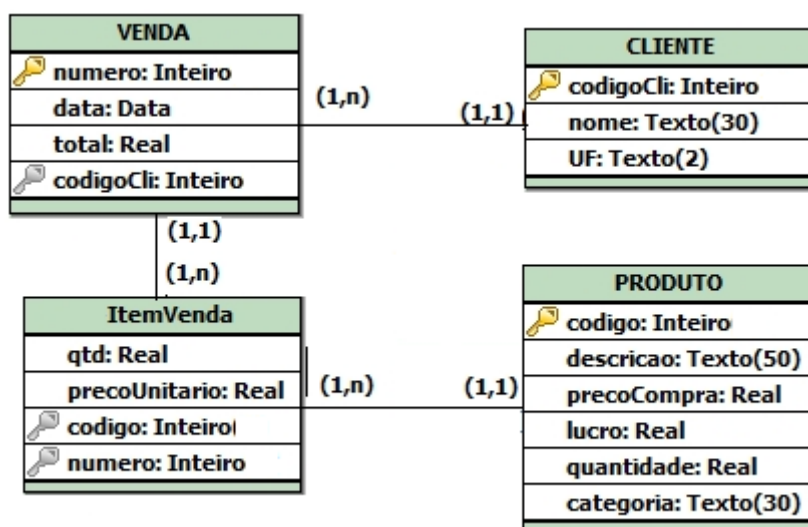 VENDA
numero: Inteiro
data: Data
total: Real
codigoCli: Inteiro
(1,n)
(1,1)
CLIENTE
codigoCli: Inteiro
nome: Texto(30)
UF: Texto(2)
(1,1)
(1,n)
ItemVenda
qtd: Real
precoUnitario: Real
codigo: Inteiro(
numero: Inteiro
(1,n)
(1,1)
PRODUTO
codigo: Inteiro
descricao: Texto(50)
precoCompra: Real
lucro: Real
quantidade: Real
categoria: Texto(30)